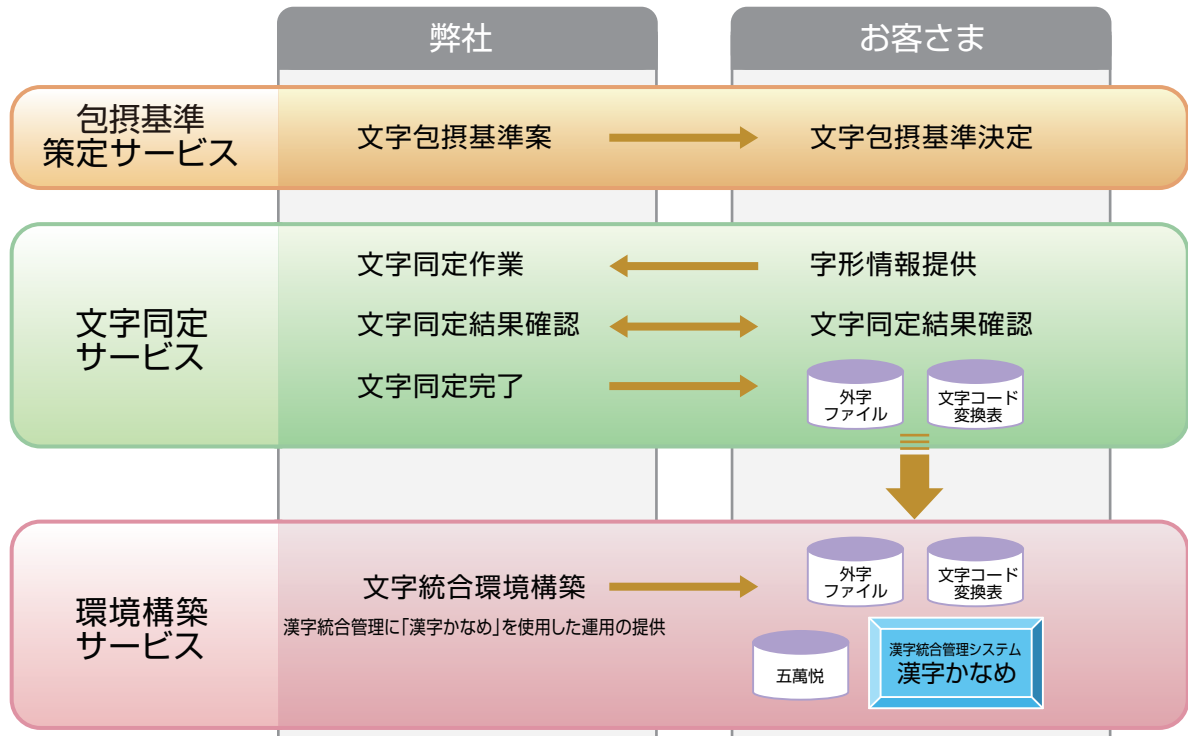 弊社
お客さま
包摂基準
策定サービス
文字包摂基準案
文字包摂基準決定
文字同定
サービス
文字同定作業
字形情報提供
文字同定結果確認
文字同定結果確認
文字同定完了
外字
ファイル
文字コード
変換表
環境構築
サービス
文字統合環境構築
漢字統合管理に「漢字かなめ」を使用した運用の提供
外字
ファイル
文字コード
変換表
五萬悦
漢字統合管理システム
漢字かなめ